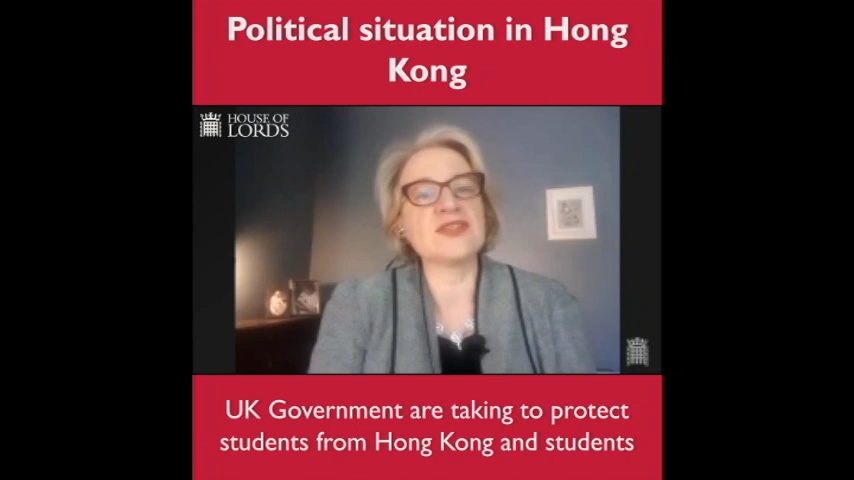 Political situation in Hong
Kong
HOUSE OF
LORDS
UK Government are taking to protect
students from Hong Kong and students